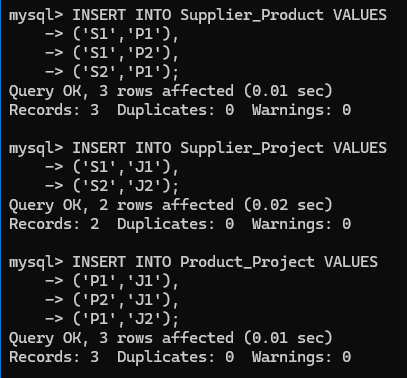 mysql> INSERT INTO Supplier_Product VALUES
    -> ('S1','P1'),
    -> ('S1','P2'),
    -> ('S2','P1');
Query OK, 3 rows affected (0.01 sec)
Records: 3  Duplicates: 0  Warnings: 0

mysql> INSERT INTO Supplier_Project VALUES
    -> ('S1','J1'),
    -> ('S2','J2');
Query OK, 2 rows affected (0.02 sec)
Records: 2  Duplicates: 0  Warnings: 0

mysql> INSERT INTO Product_Project VALUES
    -> ('P1','J1'),
    -> ('P2','J1'),
    -> ('P1','J2');
Query OK, 3 rows affected (0.01 sec)
Records: 3  Duplicates: 0  Warnings: 0